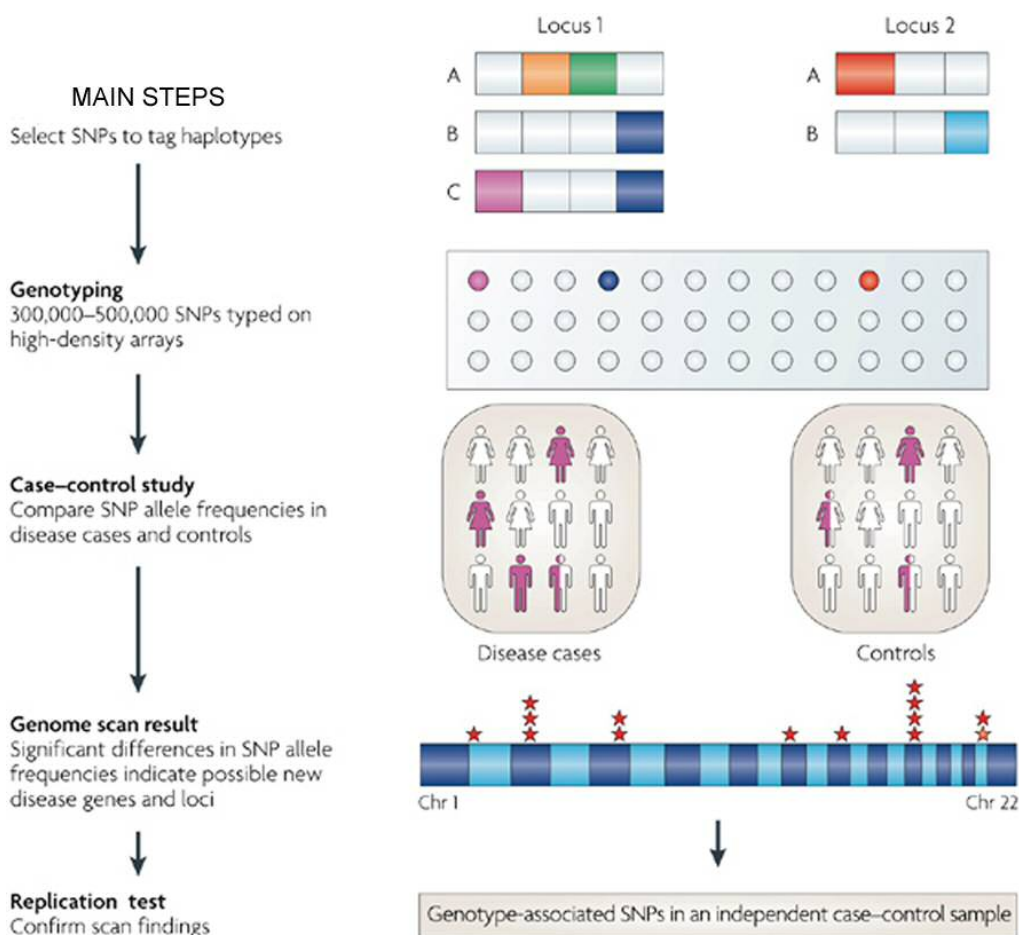 Locus 1
Locus 2
MAIN STEPS
Select SNPs to tag haplotypes
A
B
C
A
B
Genotyping
300,000–500,000 SNPs typed on
high-density arrays
Case–control study
Compare SNP allele frequencies in
disease cases and controls
Disease cases
Controls
Genome scan result
Significant differences in SNP allele
frequencies indicate possible new
disease genes and loci
Chr 1
Chr 22
Replication test
Confirm scan findings
Genotype-associated SNPs in an independent case–control sample